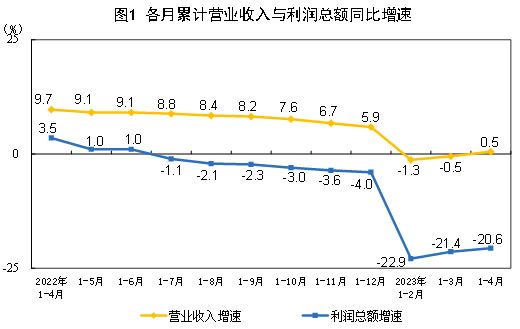 图1 各月累计营业收入与利润总额同比增速
(%)
25
9.7 9.1 9.1 8.8 8.4 8.2 7.6 6.7 5.9 -1.3 -0.5 0.5
3.5 1.0 1.0 -1.1 -2.1 -2.3 -3.0 -3.6 -4.0 -22.9 -21.4 -20.6
0
-25
2022年 1-5月 1-6月 1-7月 1-8月 1-9月 1-10月 1-11月 1-12月 2023年 1-3月 1-4月
1-4月 1-2月
营业收入增速 利润总额增速